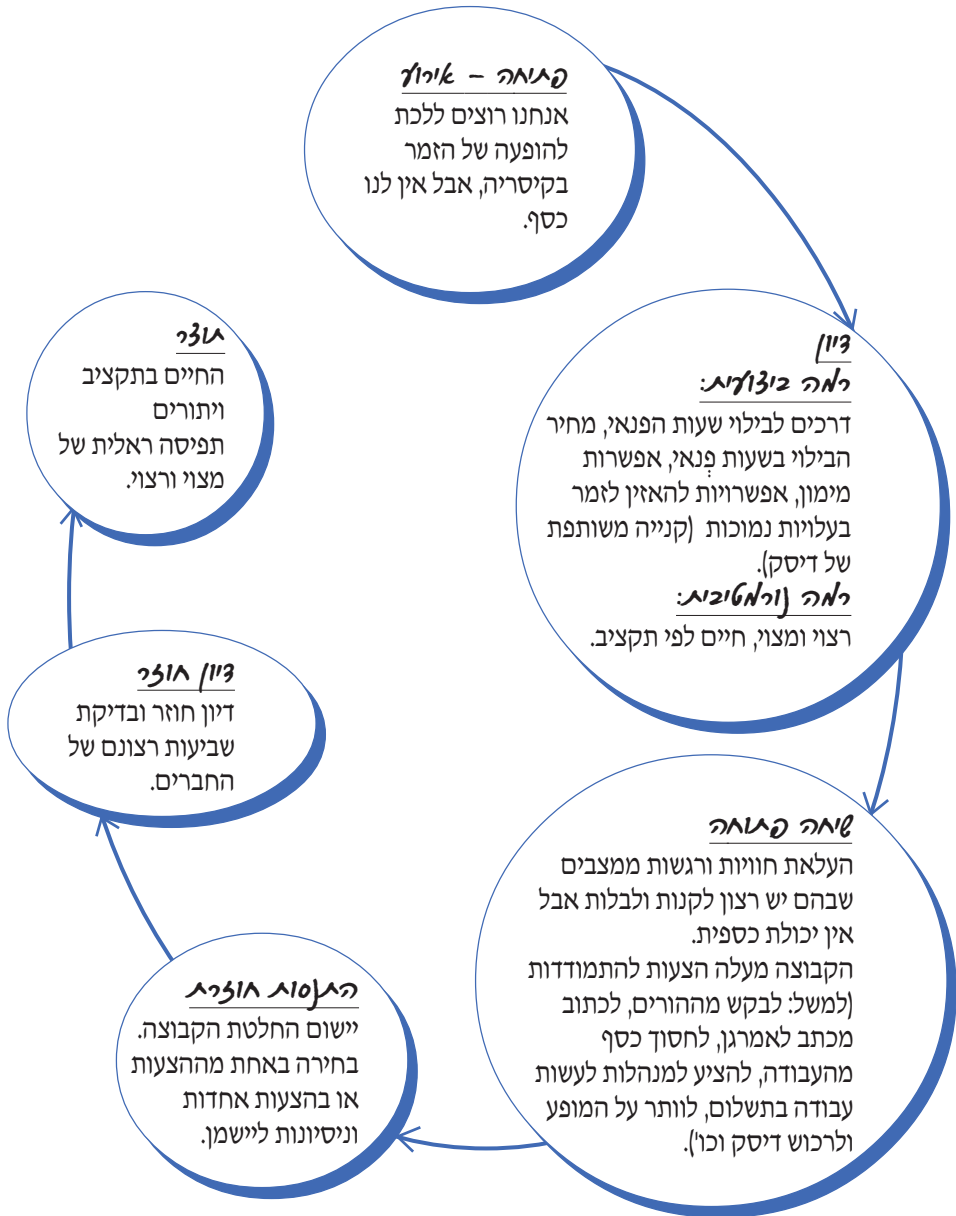 פתיחה – אירוע
אנחנו רוצים ללכת
להופעה של הזמר
בקיסריה, אבל אין לנו
כסף.
דיון
רמה ביצועית:
דרכים לבילוי שעות הפנאי, מחיר
הבילוי בשעות פְנאי, אפשרות
מימון, אפשרויות להאזין לזמר
בעלויות נמוכות (קנייה משותפת
של דיסק).
רמה נורמטיבית:
רצוי ומצוי, חיים לפי תקציב.
שיחה פתוחה
העלאת חוויות ורגשות ממצבים
שבהם יש רצון לקנות ולבלות אבל
אין יכולת כספית.
הקבוצה מעלה הצעות להתמודדות
(למשל: לבקש מההורים, לכתוב
מכתב לאמרגן, לחסוך כסף
מהעבודה, להציע למנהלות לעשות
עבודה בתשלום, לוותר על המופע
ולרכוש דיסק וכו').
התנסות חוזרת
יישום החלטת הקבוצה.
בחירה באחת מההצעות
או בהצעות אחדות
וניסיונות ליישמן.
דיון חוזר
דיון חוזר ובדיקת
שביעות רצונם של
החברים.
תוצר
החיים בתקציב
ויתורים
תפיסה ראלית של
מצוי ורצוי.